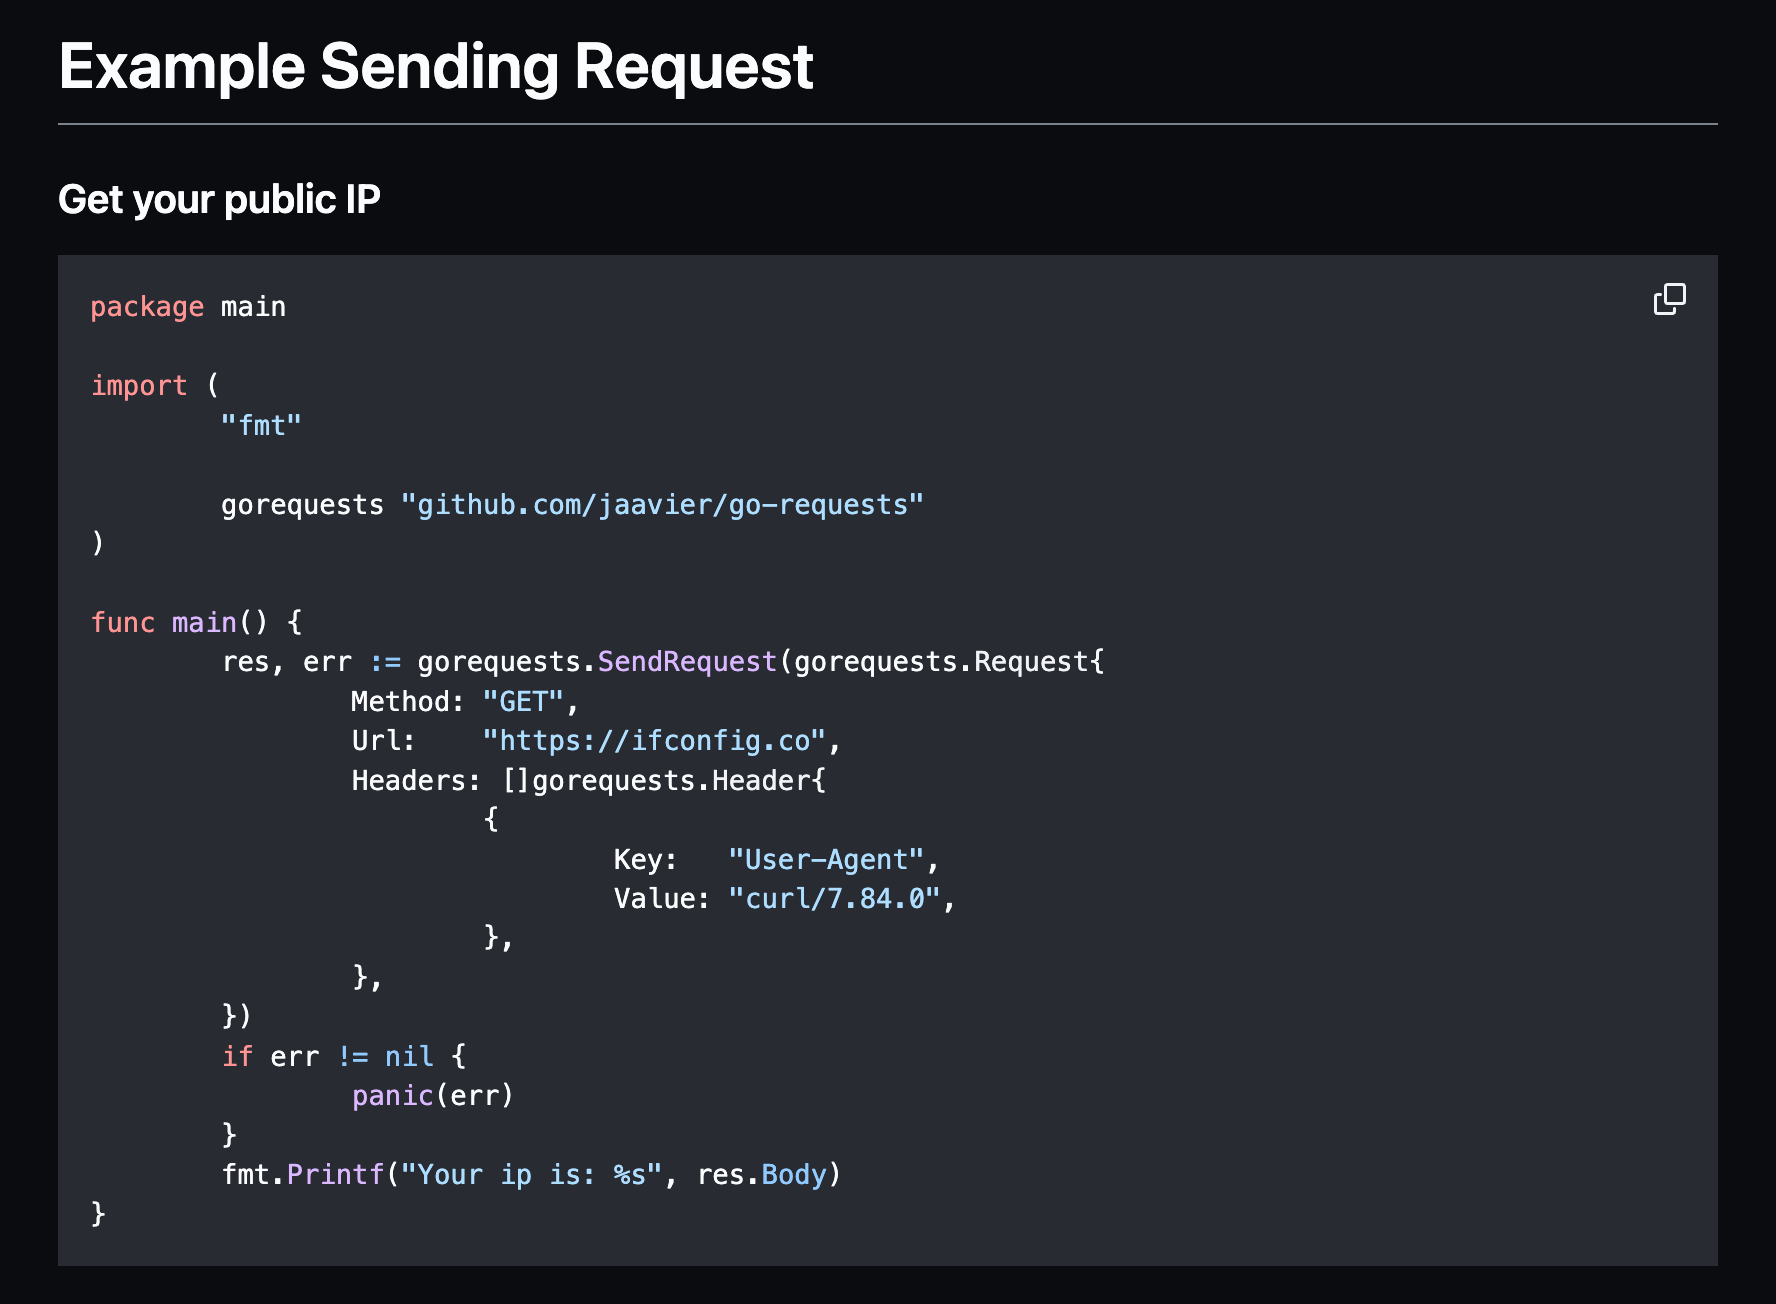 Example Sending Request
Get your public IP
package main
import (
"fmt"
gorequests "github.com/jaavier/go-requests"
)
func main() {
res, err := gorequests.SendRequest(gorequests.Request{
Method: "GET",
Url:    "https://ifconfig.co",
Headers: []gorequests.Header{
{
Key:   "User-Agent",
Value: "curl/7.84.0",
},
},
})
if err != nil {
panic(err)
}
fmt.Printf("Your ip is: %s", res.Body)
}